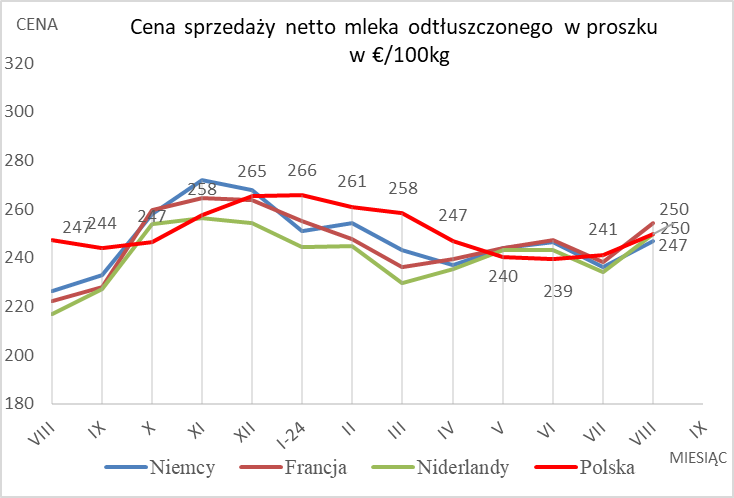 CENA
Cena sprzedaży netto mleka odtłuszczonego w proszku
w €/100kg
320
300
280
260
240
220
200
180
247
244
247
258
265
266
261
258
247
240
239
241
250
250
247
VIII
IX
X
XI
XII
I-24
II
III
IV
V
VI
VII
VIII
IX
MIESIĄC
Niemcy
Francja
Niderlandy
Polska